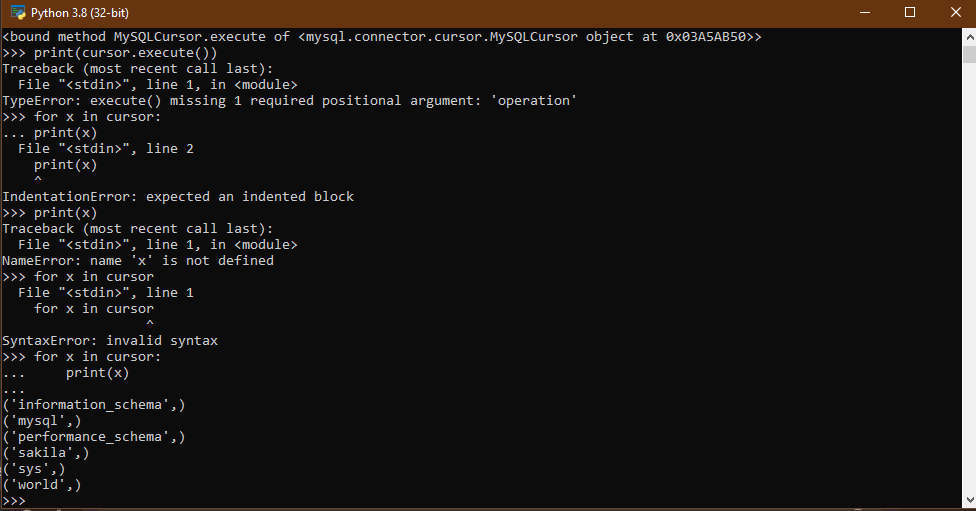 Python 3.8 (32-bit)
<bound method MySQLCursor.execute of <mysql.connector.cursor.MySQLCursor object at 0x03A5AB50>>
>>> print(cursor.execute())
Traceback (most recent call last):
  File "<stdin>", line 1, in <module>
TypeError: execute() missing 1 required positional argument: 'operation'
>>> for x in cursor:
... print(x)
  File "<stdin>", line 2
    print(x)
    ^
IndentationError: expected an indented block
>>> print(x)
Traceback (most recent call last):
  File "<stdin>", line 1, in <module>
NameError: name 'x' is not defined
>>> for x in cursor
  File "<stdin>", line 1
    for x in cursor
                  ^
SyntaxError: invalid syntax
>>> for x in cursor:
...     print(x)
...
('information_schema',)
('mysql',)
('performance_schema',)
('sakila',)
('sys',)
('world',)
>>>